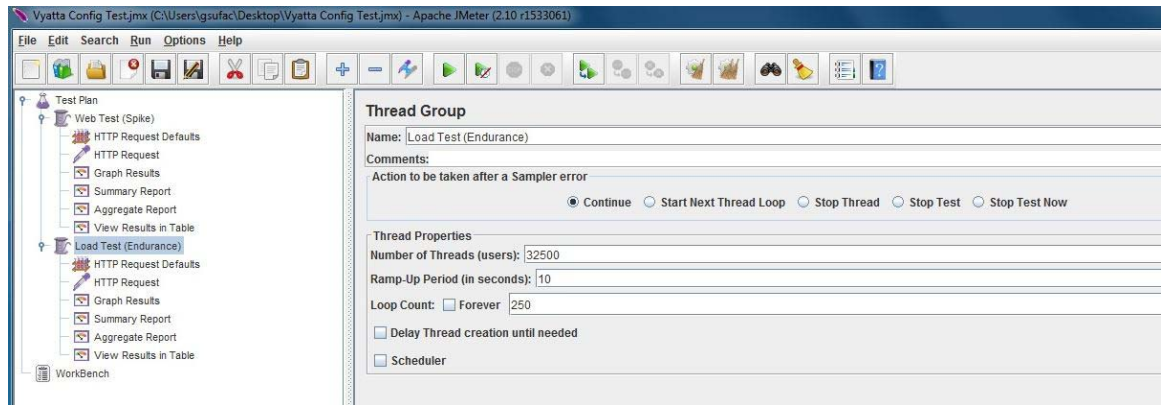 Vyatta Config Test.jmx (C:\Users\gsufac\Desktop\Vyatta Config Test.jmx) - Apache JMeter (2.10 r1533061)
File Edit Search Run Options Help
Test Plan
Web Test (Spike)
HTTP Request Defaults
HTTP Request
Graph Results
Summary Report
Aggregate Report
View Results in Table
Load Test (Endurance)
HTTP Request Defaults
HTTP Request
Graph Results
Summary Report
Aggregate Report
View Results in Table
WorkBench
Thread Group
Name: Load Test (Endurance)
Comments:
Action to be taken after a Sampler error
Continue Start Next Thread Loop Stop Thread Stop Test Stop Test Now
Thread Properties
Number of Threads (users): 32500
Ramp-Up Period (in seconds): 10
Loop Count: Forever 250
Delay Thread creation until needed
Scheduler